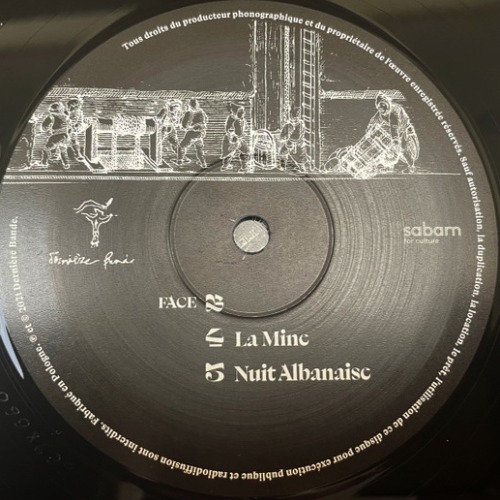 Tous droits du producteur phonographique et du propriétaire de l'œuvre enregistrée réservés. Sauf autorisation, la duplication, la location, le prêt, l'utilisation de ce disque pour exécution publique et radiodiffusion sont interdits. Fabriqué en Pologne. ℗ et © 2021 Dernière Bande.
sabam
for culture
FACE 2
4 La Mine
5 Nuit Albanaise